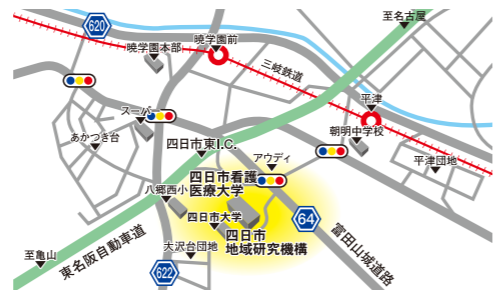 至名古屋
620
暁学園前
暁学園本部
三岐鉄道
平津
スーパー
朝明中学校
あかつき台
四日市東I.C.
アウディ
平津団地
四日市看護
医療大学
八郷西小
四日市大学
64
四日市
地域研究機構
大沢台団地
富田山城道路
東名阪自動車道
至亀山
622